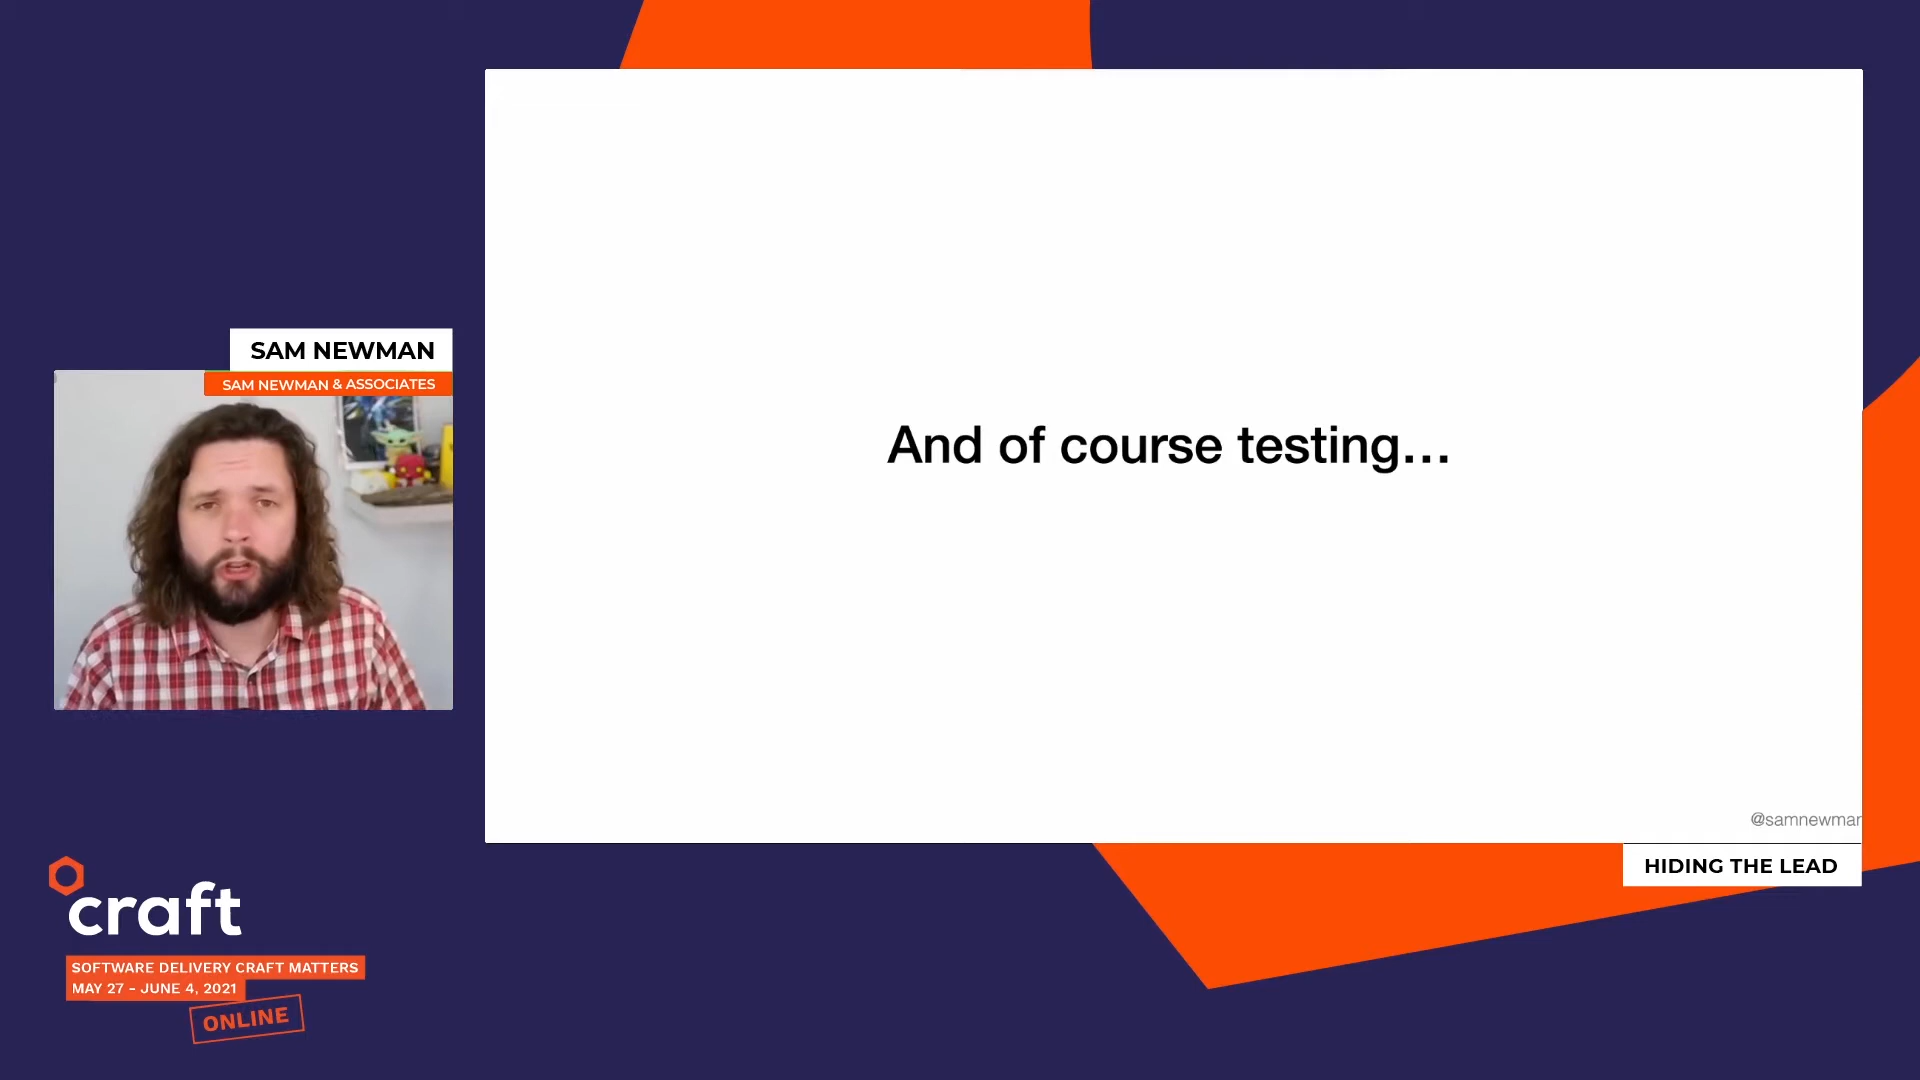 SAM NEWMAN
SAM NEWMAN & ASSOCIATES
And of course testing...
@samnewman
HIDING THE LEAD
craft
SOFTWARE DELIVERY CRAFT MATTERS
MAY 27 - JUNE 4, 2021
ONLINE